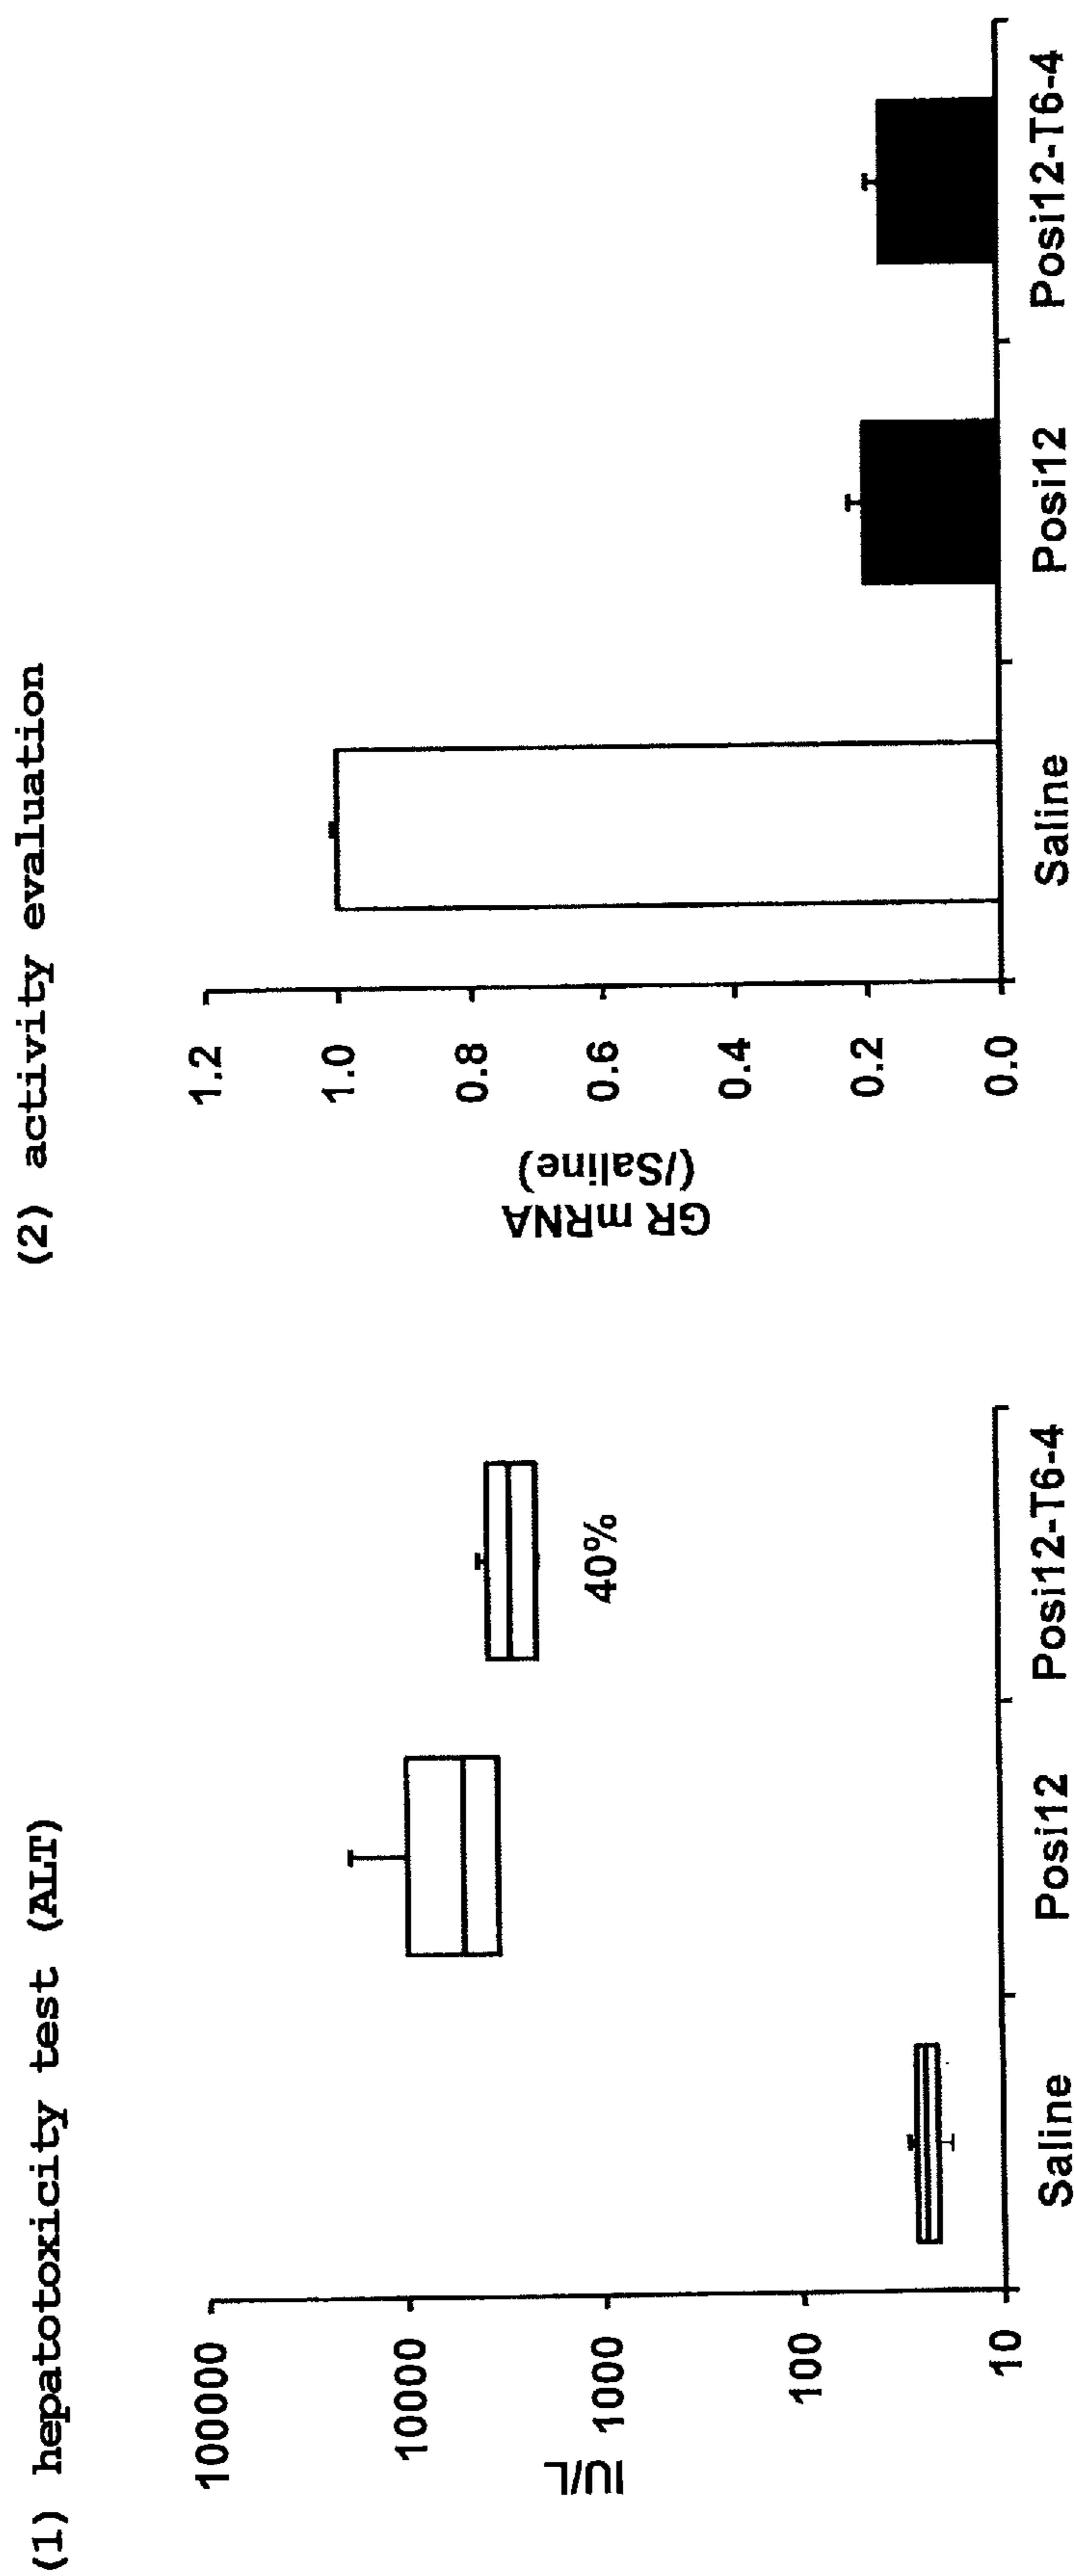 (1) hepatotoxicity test (ALT)
100000
10000
1000
100
10
IU/L
40%
Saline
Posi12
Posi12-T6-4
(2) activity evaluation
1.2
1.0
0.8
0.6
0.4
0.2
0.0
GR mRNA
(/Saline)
Saline
Posi12
Posi12-T6-4